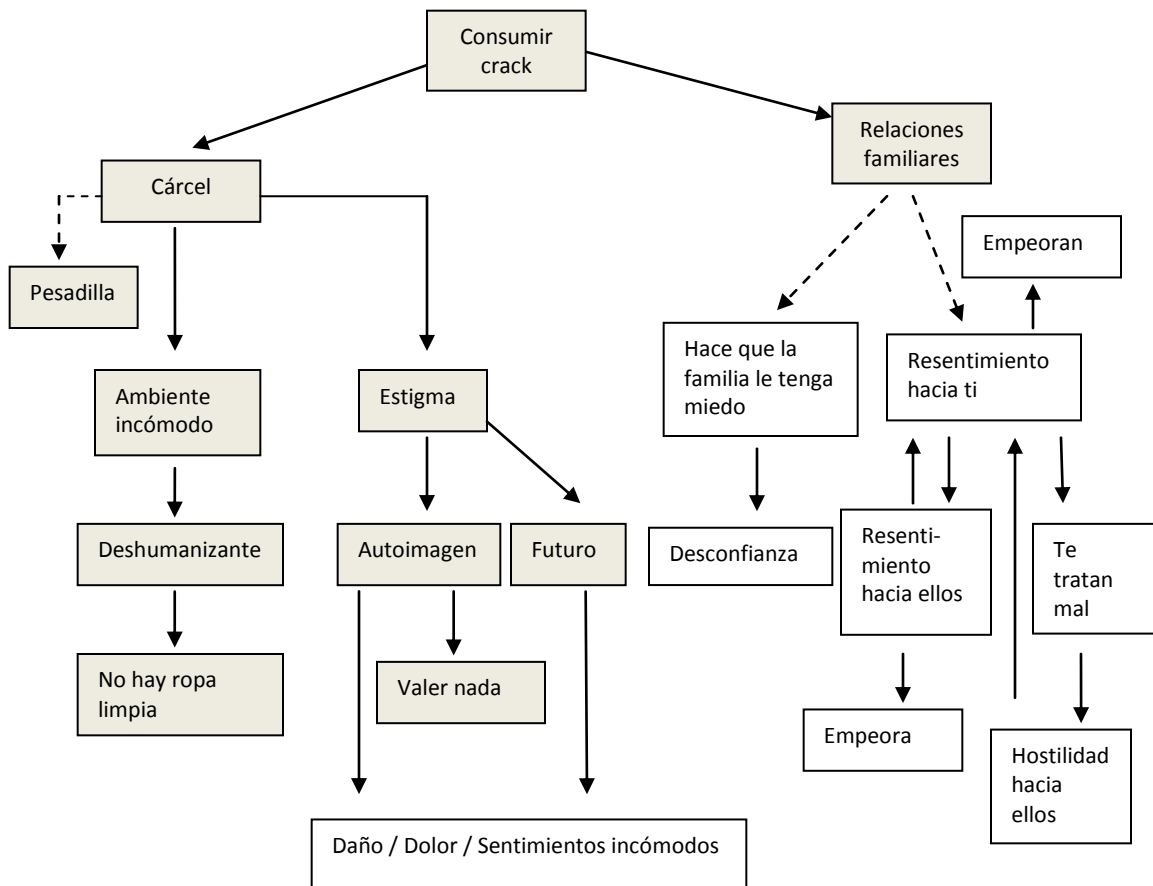 Consumir
crack
Relaciones
familiares
Cárcel
Empeoran
Pesadilla
Hace que la
familia le tenga
miedo
Resentimiento
hacia ti
Ambiente
incómodo
Estigma
Deshumanizante
Autoimagen
Futuro
Desconfianza
Resenti-
miento
hacia ellos
Te
tratan
mal
No hay ropa
limpia
Valer nada
Empeora
Hostilidad
hacia
ellos
Daño / Dolor / Sentimientos incómodos